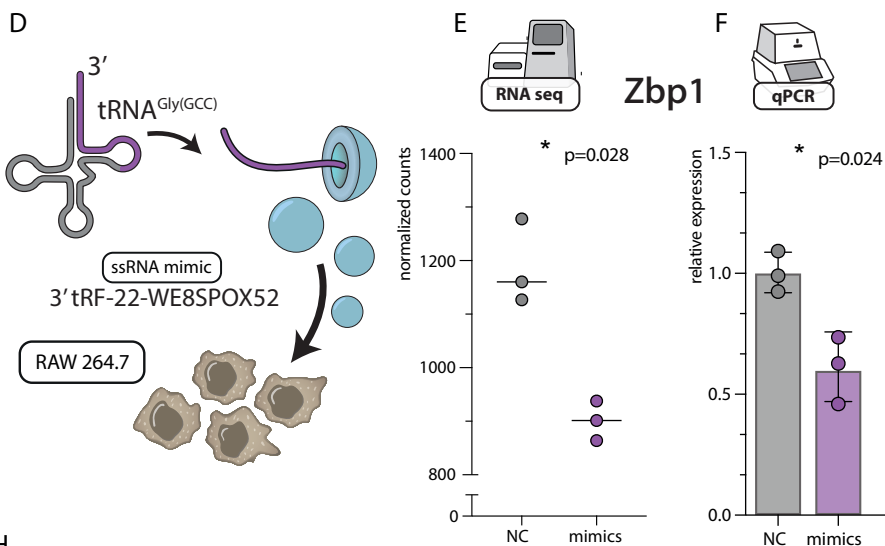 D
3′
tRNAGly(GCC)
ssRNA mimic
3′ tRF-22-WE8SPOX52
RAW 264.7
E
RNA seq
Zbp1
normalized counts
1400
1200
1000
800
0
*
p=0.028
NC
mimics
F
qPCR
relative expression
1.5
1.0
0.5
0.0
*
p=0.024
NC
mimics